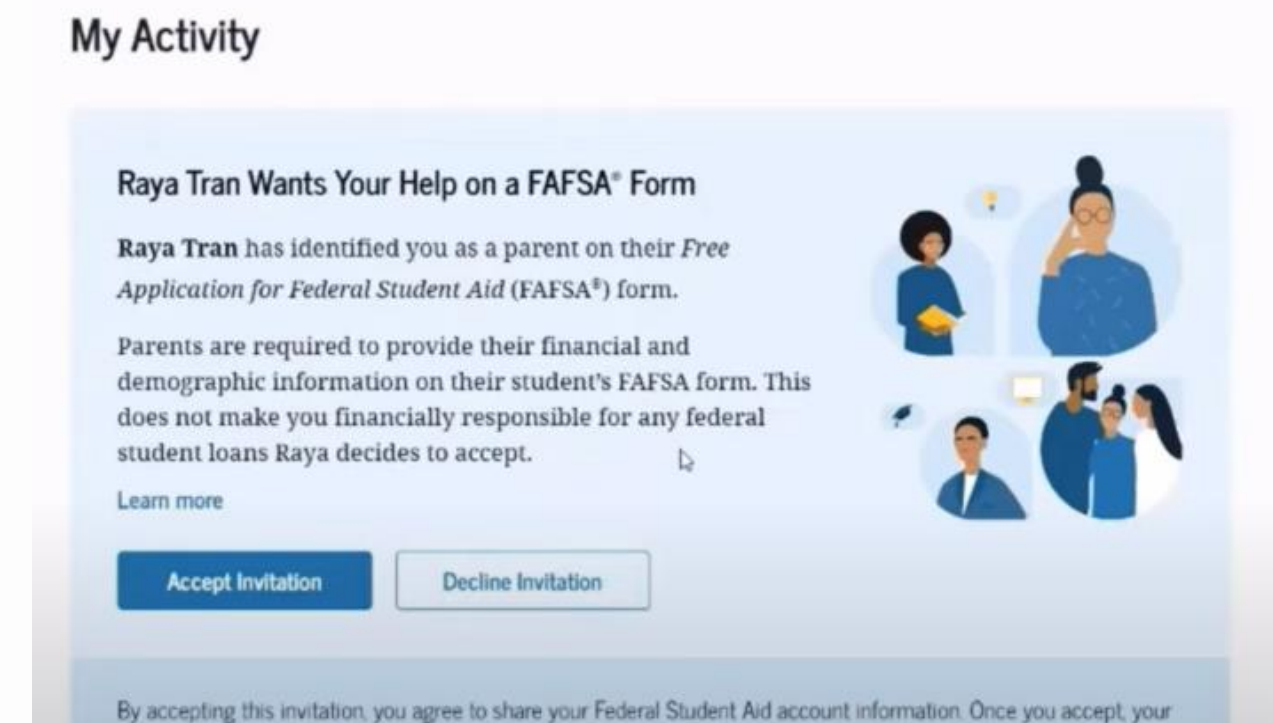 My Activity
Raya Tran Wants Your Help on a FAFSA® Form
Raya Tran has identified you as a parent on their Free
Application for Federal Student Aid (FAFSA®) form.
Parents are required to provide their financial and
demographic information on their student's FAFSA form. This
does not make you financially responsible for any federal
student loans Raya decides to accept.
Learn more
Accept Invitation
Decline Invitation
By accepting this invitation, you agree to share your Federal Student Aid account information. Once you accept, your